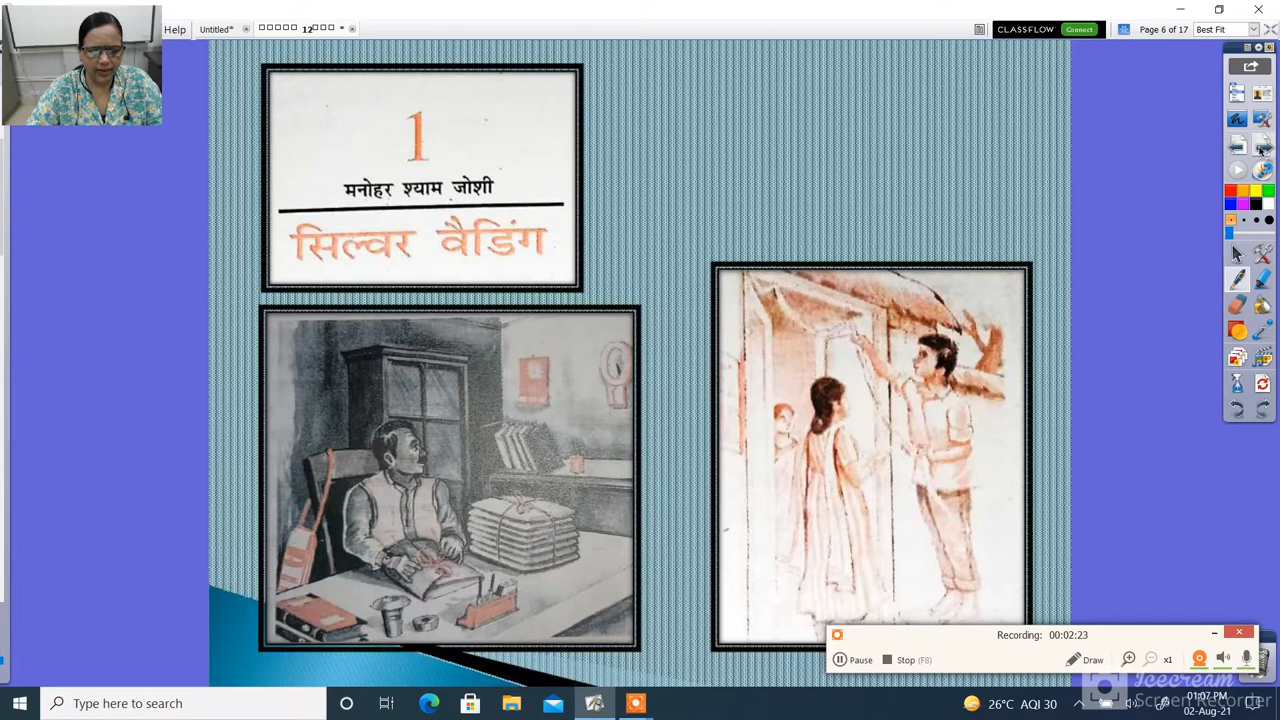 Help
Untitled*
12
*
CLASSFLOW
Connect
Page 6 of 17
Best Fit
1
मनोहर श्याम जोशी
सिल्वर वैडिंग
Recording: 00:02:23
Pause
Stop (F8)
Draw
x1
Icecream
Screen Recorder
Type here to search
26°C AQI 30
01:07 PM
02-Aug-21